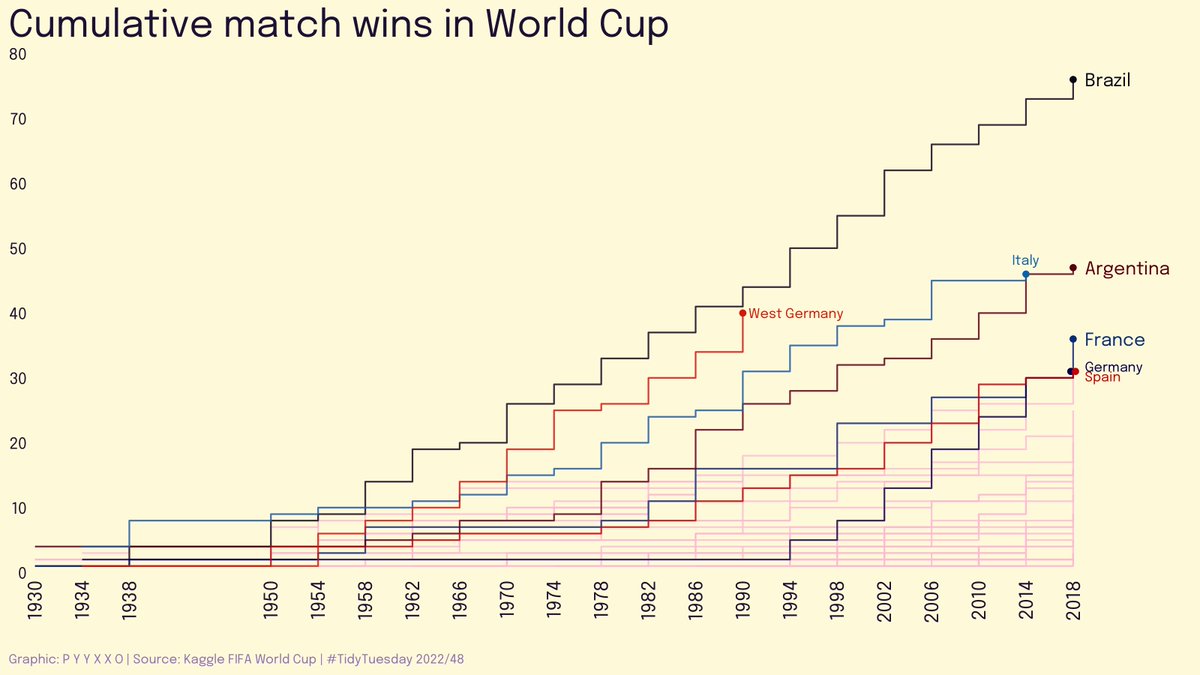 Cumulative match wins in World Cup
80
Brazil
70
60
50
Italy
Argentina
40
West Germany
France
Germany
30
Spain
20
10
0
1930 1934 1938 1950 1954 1958 1962 1966 1970 1974 1978 1982 1986 1990 1994 1998 2002 2006 2010 2014 2018
Graphic: P Y Y X X O | Source: Kaggle FIFA World Cup | #TidyTuesday 2022/48